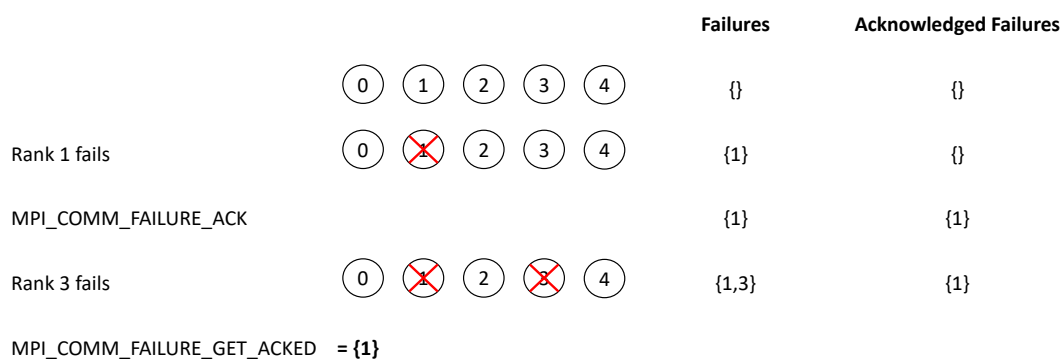 Failures Acknowledged Failures
0 1 2 3 4 {} {}
Rank 1 fails 0 1 2 3 4 {1} {}
MPI_COMM_FAILURE_ACK {1} {1}
Rank 3 fails 0 1 2 3 4 {1,3} {1}
MPI_COMM_FAILURE_GET_ACKED = {1}